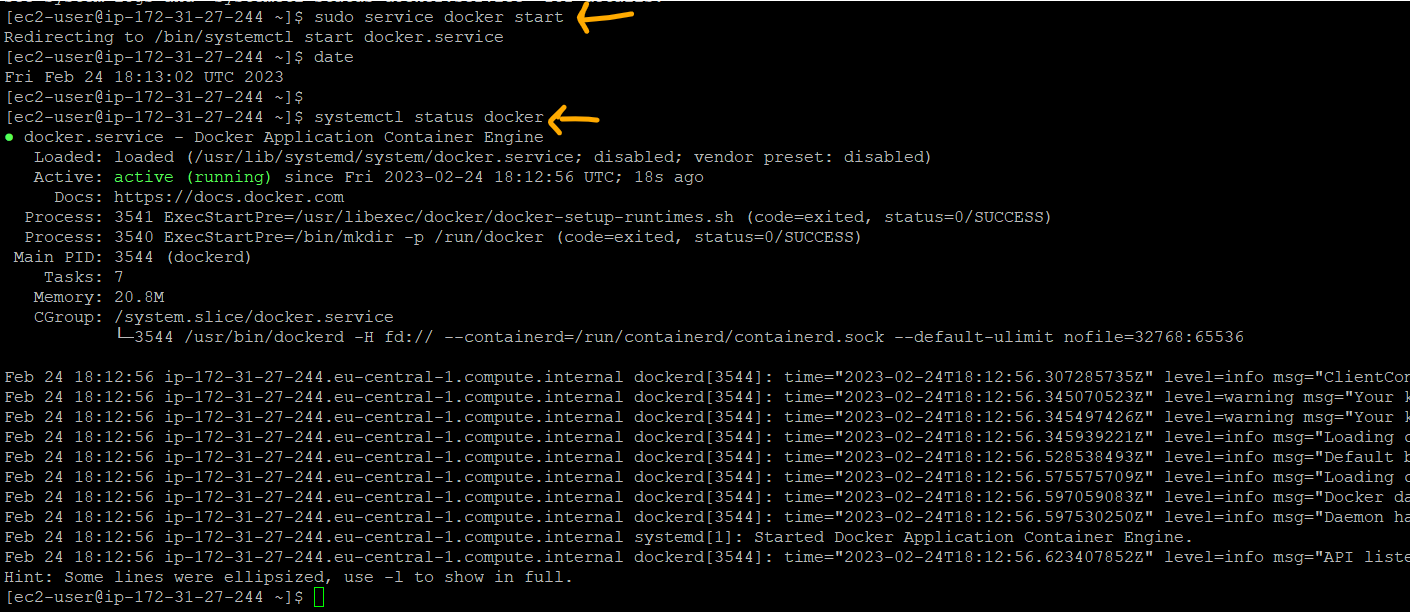 [ec2-user@ip-172-31-27-244 ~]$ sudo service docker start
Redirecting to /bin/systemctl start docker.service
[ec2-user@ip-172-31-27-244 ~]$ date
Fri Feb 24 18:13:02 UTC 2023
[ec2-user@ip-172-31-27-244 ~]$
[ec2-user@ip-172-31-27-244 ~]$ systemctl status docker
● docker.service - Docker Application Container Engine
Loaded: loaded (/usr/lib/systemd/system/docker.service; disabled; vendor preset: disabled)
Active: active (running) since Fri 2023-02-24 18:12:56 UTC; 18s ago
Docs: https://docs.docker.com
Process: 3541 ExecStartPre=/usr/libexec/docker/docker-setup-runtimes.sh (code=exited, status=0/SUCCESS)
Process: 3540 ExecStartPre=/bin/mkdir -p /run/docker (code=exited, status=0/SUCCESS)
Main PID: 3544 (dockerd)
Tasks: 7
Memory: 20.8M
CGroup: /system.slice/docker.service
└─3544 /usr/bin/dockerd -H fd:// --containerd=/run/containerd/containerd.sock --default-ulimit nofile=32768:65536
Feb 24 18:12:56 ip-172-31-27-244.eu-central-1.compute.internal dockerd[3544]: time="2023-02-24T18:12:56.307285735Z" level=info msg="ClientCon
Feb 24 18:12:56 ip-172-31-27-244.eu-central-1.compute.internal dockerd[3544]: time="2023-02-24T18:12:56.345070523Z" level=warning msg="Your k
Feb 24 18:12:56 ip-172-31-27-244.eu-central-1.compute.internal dockerd[3544]: time="2023-02-24T18:12:56.345497426Z" level=warning msg="Your k
Feb 24 18:12:56 ip-172-31-27-244.eu-central-1.compute.internal dockerd[3544]: time="2023-02-24T18:12:56.345939221Z" level=info msg="Loading c
Feb 24 18:12:56 ip-172-31-27-244.eu-central-1.compute.internal dockerd[3544]: time="2023-02-24T18:12:56.528538493Z" level=info msg="Default b
Feb 24 18:12:56 ip-172-31-27-244.eu-central-1.compute.internal dockerd[3544]: time="2023-02-24T18:12:56.575575709Z" level=info msg="Loading c
Feb 24 18:12:56 ip-172-31-27-244.eu-central-1.compute.internal dockerd[3544]: time="2023-02-24T18:12:56.597059083Z" level=info msg="Docker da
Feb 24 18:12:56 ip-172-31-27-244.eu-central-1.compute.internal dockerd[3544]: time="2023-02-24T18:12:56.597530250Z" level=info msg="Daemon ha
Feb 24 18:12:56 ip-172-31-27-244.eu-central-1.compute.internal systemd[1]: Started Docker Application Container Engine.
Feb 24 18:12:56 ip-172-31-27-244.eu-central-1.compute.internal dockerd[3544]: time="2023-02-24T18:12:56.623407852Z" level=info msg="API liste
Hint: Some lines were ellipsized, use -l to show in full.
[ec2-user@ip-172-31-27-244 ~]$